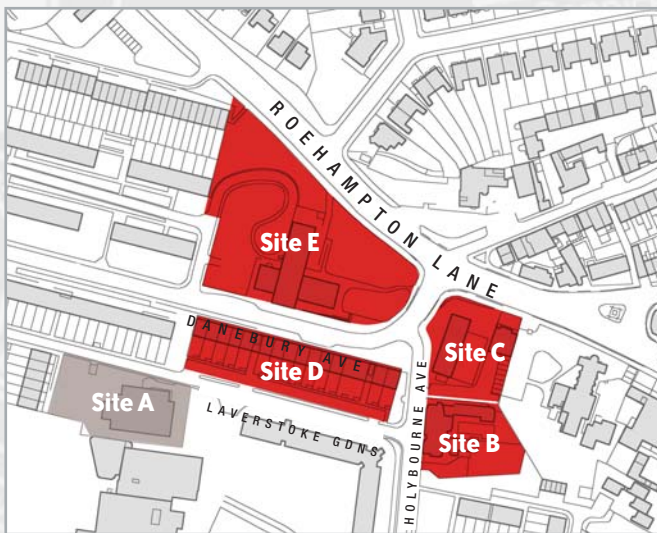 ROEHAMPTON LANE
Site E
DANEBURY AVE
Site C
Site D
Site A
LAVERSTOKE GDNS
HOLYBOURNE AVE
Site B